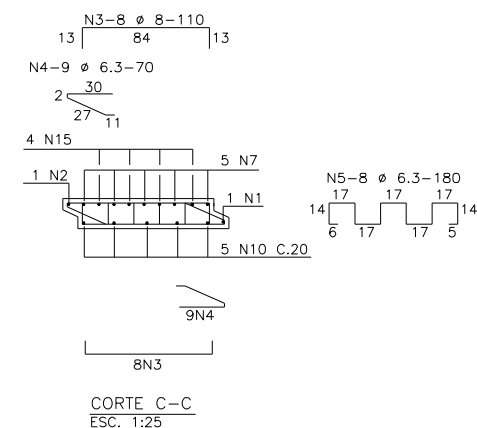 N3-8 ø 8-110
13 84 13
N4-9 ø 6.3-70
30
2
27
11
4 N15
5 N7
1 N2
1 N1
N5-8 ø 6.3-180
17 17 17
14 14
6 17 17 5
5 N10 C.20
9N4
8N3
CORTE C-C
ESC. 1:25